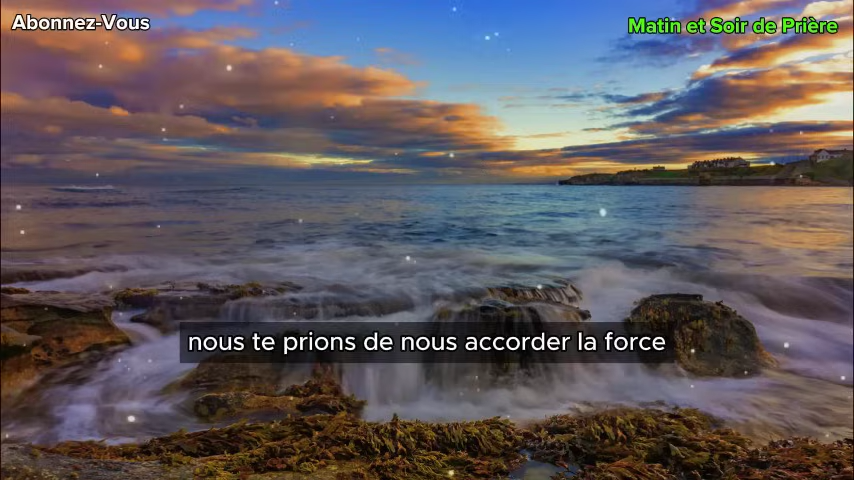 Abonnez-Vous
Matin et Soir de Prière
nous te prions de nous accorder la force